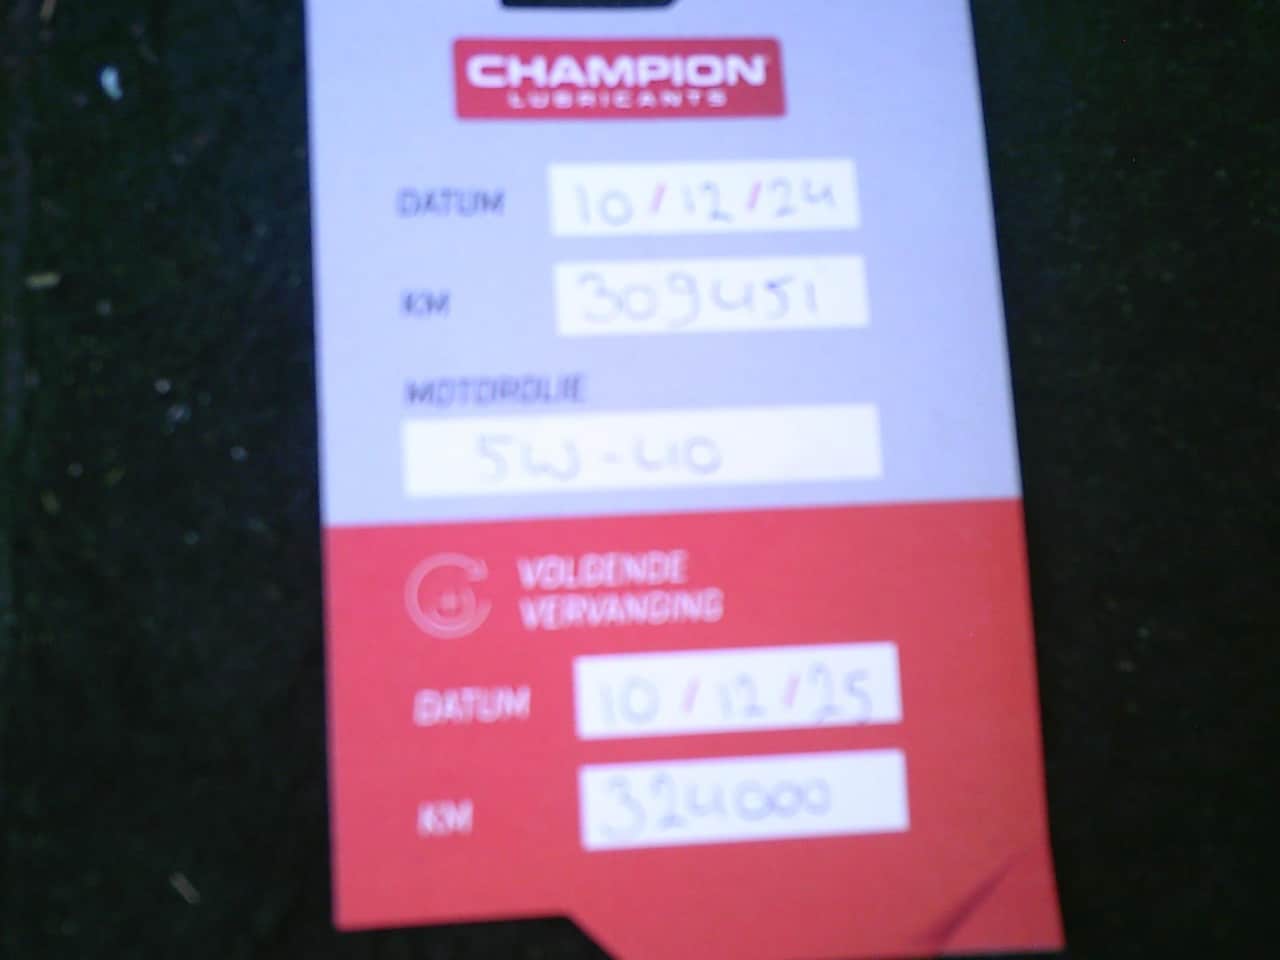 CHAMPION
LUBRICANTS
DATUM 10/12/24
KM 309451
MOTOROLIE
5W-40
VOLGENDE
VERVANGING
DATUM 10/12/25
KM 324000